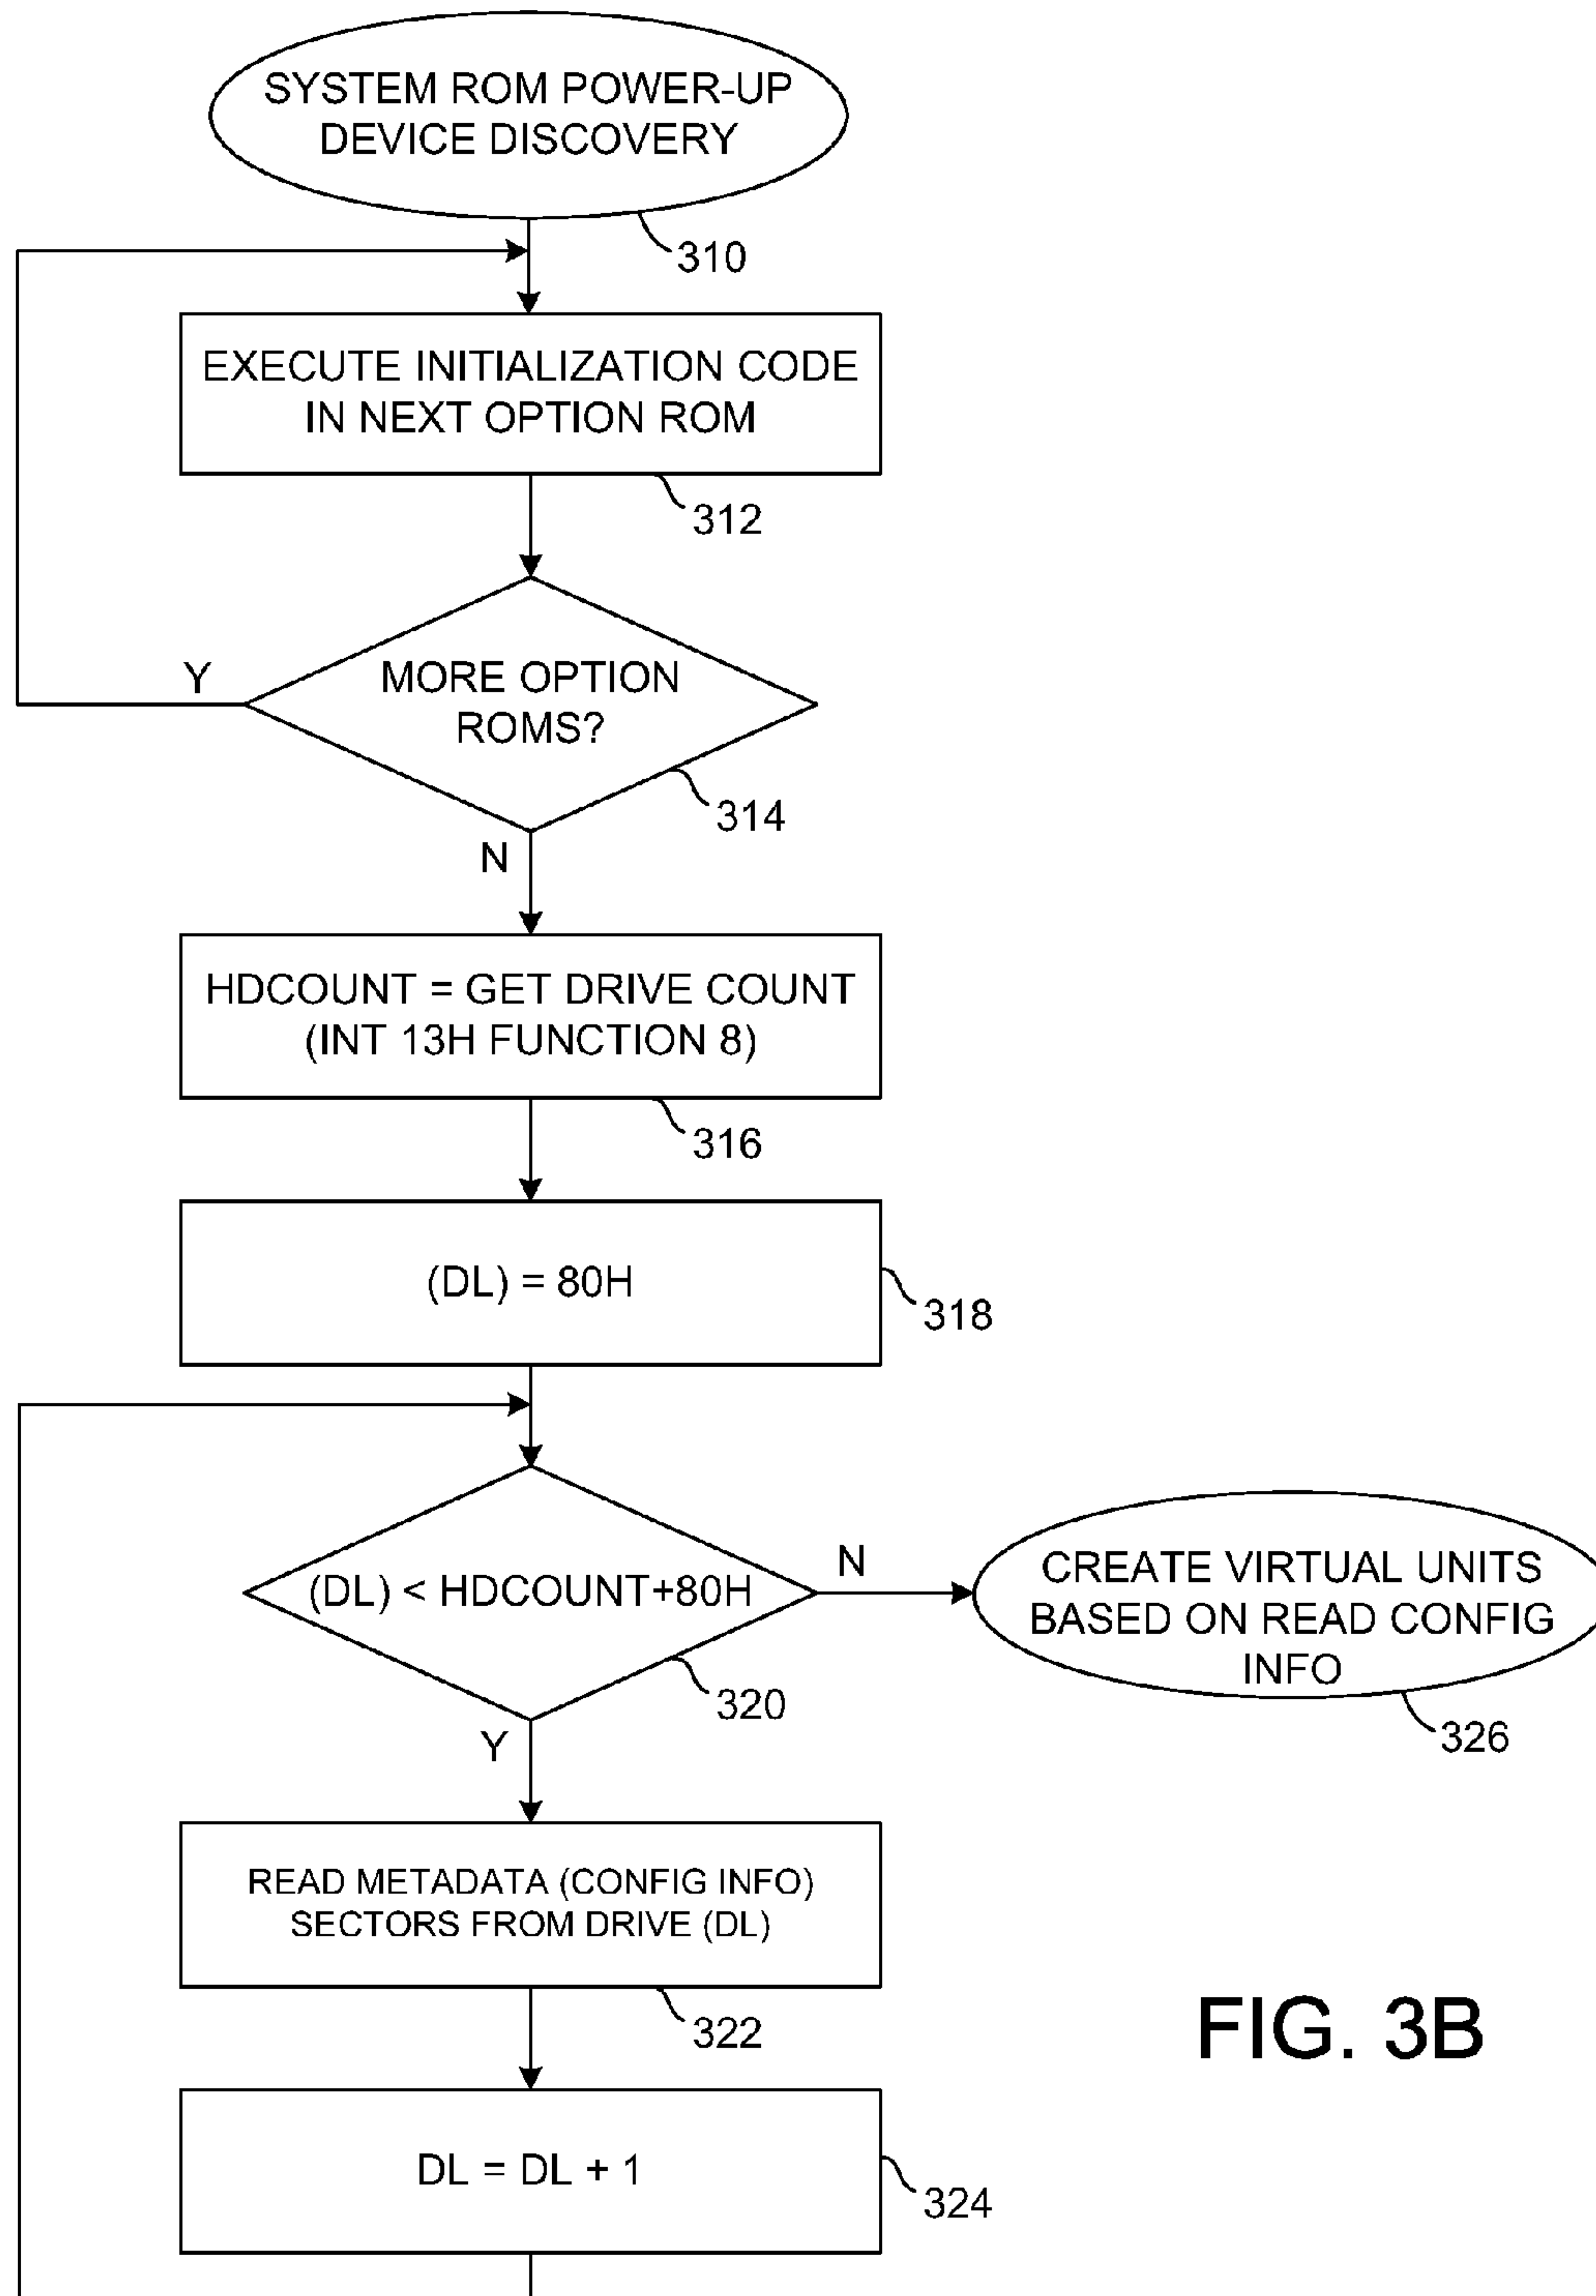 SYSTEM ROM POWER-UP
DEVICE DISCOVERY
310
EXECUTE INITIALIZATION CODE
IN NEXT OPTION ROM
312
MORE OPTION
ROMS?
Y
314
N
HDCOUNT = GET DRIVE COUNT
(INT 13H FUNCTION 8)
316
(DL) = 80H
318
(DL) < HDCOUNT+80H
N
CREATE VIRTUAL UNITS
BASED ON READ CONFIG
INFO
320
326
Y
READ METADATA (CONFIG INFO)
SECTORS FROM DRIVE (DL)
322
FIG. 3B
DL = DL + 1
324